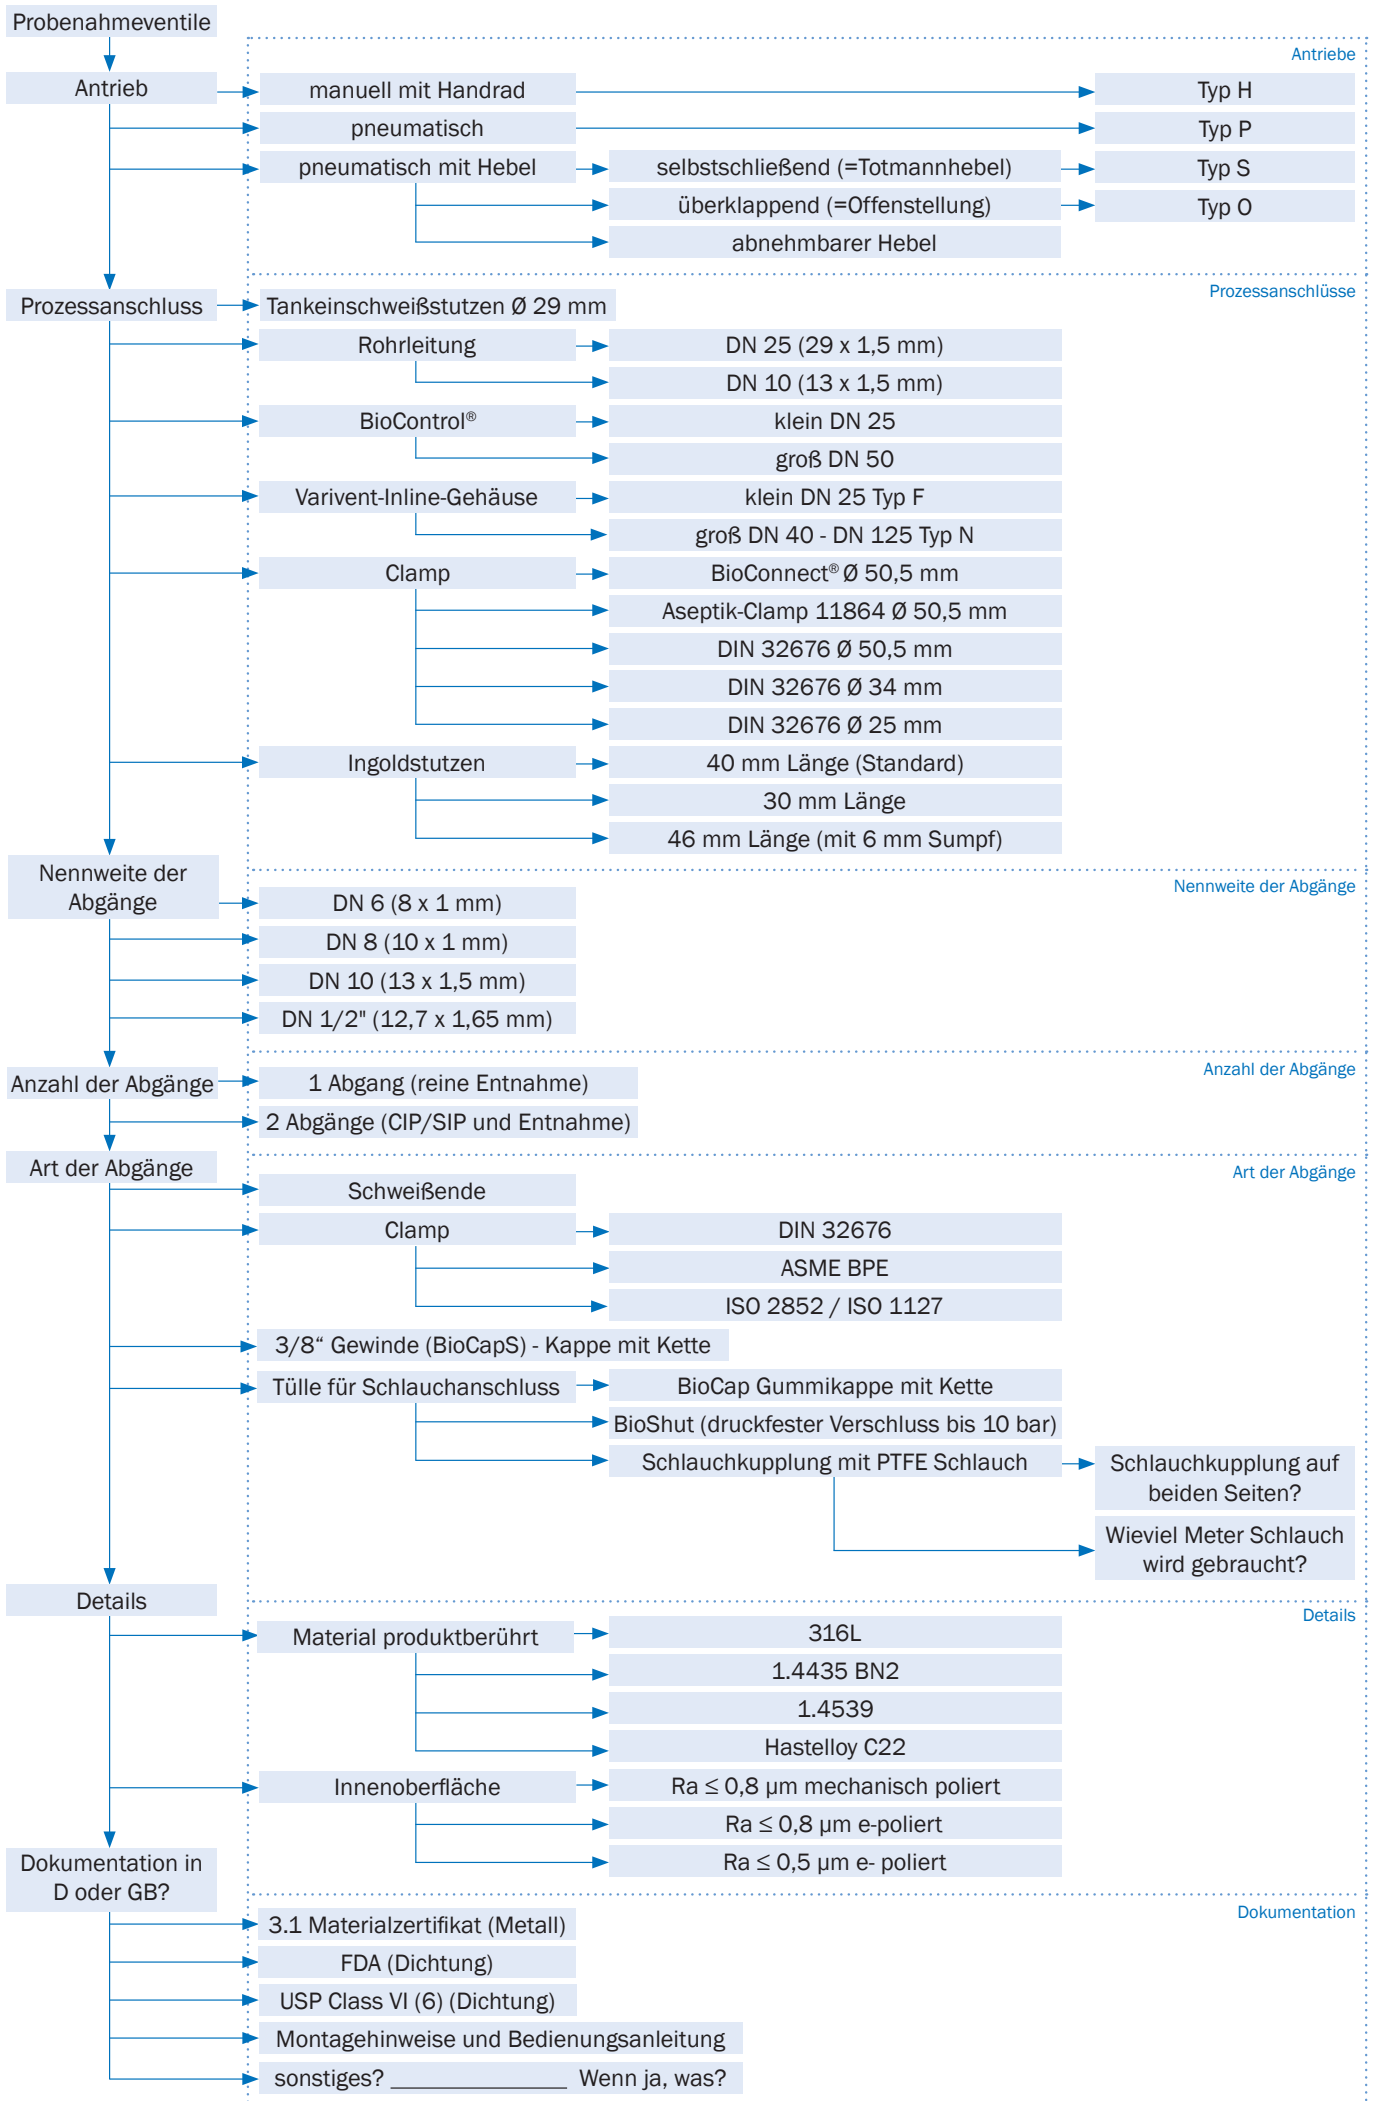 Probenahmeventile
Antriebe
Antrieb
manuell mit Handrad
Typ H
pneumatisch
Typ P
pneumatisch mit Hebel
selbstschließend (=Totmannhebel)
Typ S
überklappend (=Offenstellung)
Typ O
abnehmbarer Hebel
Prozessanschlüsse
Prozessanschluss
Tankeinschweißstutzen Ø 29 mm
Rohrleitung
DN 25 (29 x 1,5 mm)
DN 10 (13 x 1,5 mm)
BioControl®
klein DN 25
groß DN 50
Varivent-Inline-Gehäuse
klein DN 25 Typ F
groß DN 40 - DN 125 Typ N
Clamp
BioConnect® Ø 50,5 mm
Aseptik-Clamp 11864 Ø 50,5 mm
DIN 32676 Ø 50,5 mm
DIN 32676 Ø 34 mm
DIN 32676 Ø 25 mm
Ingoldstutzen
40 mm Länge (Standard)
30 mm Länge
46 mm Länge (mit 6 mm Sumpf)
Nennweite der
Abgänge
Nennweite der Abgänge
DN 6 (8 x 1 mm)
DN 8 (10 x 1 mm)
DN 10 (13 x 1,5 mm)
DN 1/2" (12,7 x 1,65 mm)
Anzahl der Abgänge
Anzahl der Abgänge
1 Abgang (reine Entnahme)
2 Abgänge (CIP/SIP und Entnahme)
Art der Abgänge
Art der Abgänge
Schweißende
Clamp
DIN 32676
ASME BPE
ISO 2852 / ISO 1127
3/8“ Gewinde (BioCapS) - Kappe mit Kette
Tülle für Schlauchanschluss
BioCap Gummikappe mit Kette
BioShut (druckfester Verschluss bis 10 bar)
Schlauchkupplung mit PTFE Schlauch
Schlauchkupplung auf
beiden Seiten?
Wieviel Meter Schlauch
wird gebraucht?
Details
Details
Material produktberührt
316L
1.4435 BN2
1.4539
Hastelloy C22
Innenoberfläche
Ra ≤ 0,8 µm mechanisch poliert
Ra ≤ 0,8 µm e-poliert
Ra ≤ 0,5 µm e- poliert
Dokumentation in
D oder GB?
Dokumentation
3.1 Materialzertifikat (Metall)
FDA (Dichtung)
USP Class VI (6) (Dichtung)
Montagehinweise und Bedienungsanleitung
sonstiges? ______________ Wenn ja, was?